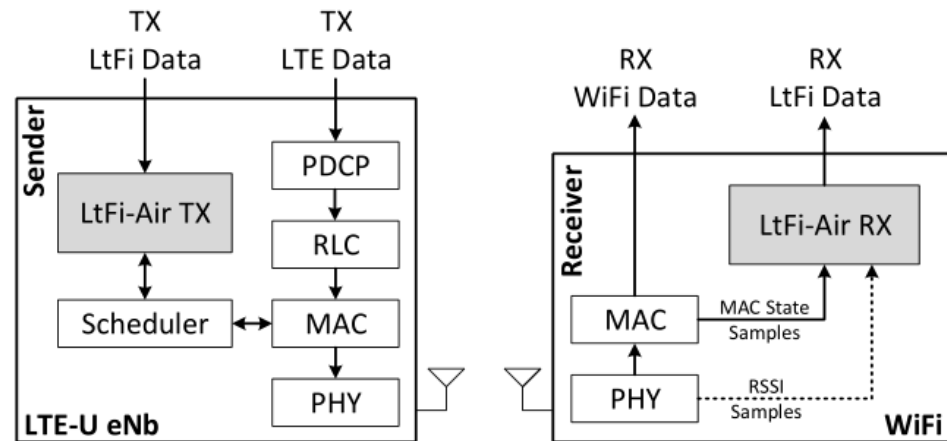 TX
LtFi Data
TX
LTE Data
Sender
PDCP
LtFi-Air TX
RLC
Scheduler
MAC
PHY
LTE-U eNb
RX
WiFi Data
RX
LtFi Data
Receiver
LtFi-Air RX
MAC
MAC State
Samples
PHY
RSSI
Samples
WiFi